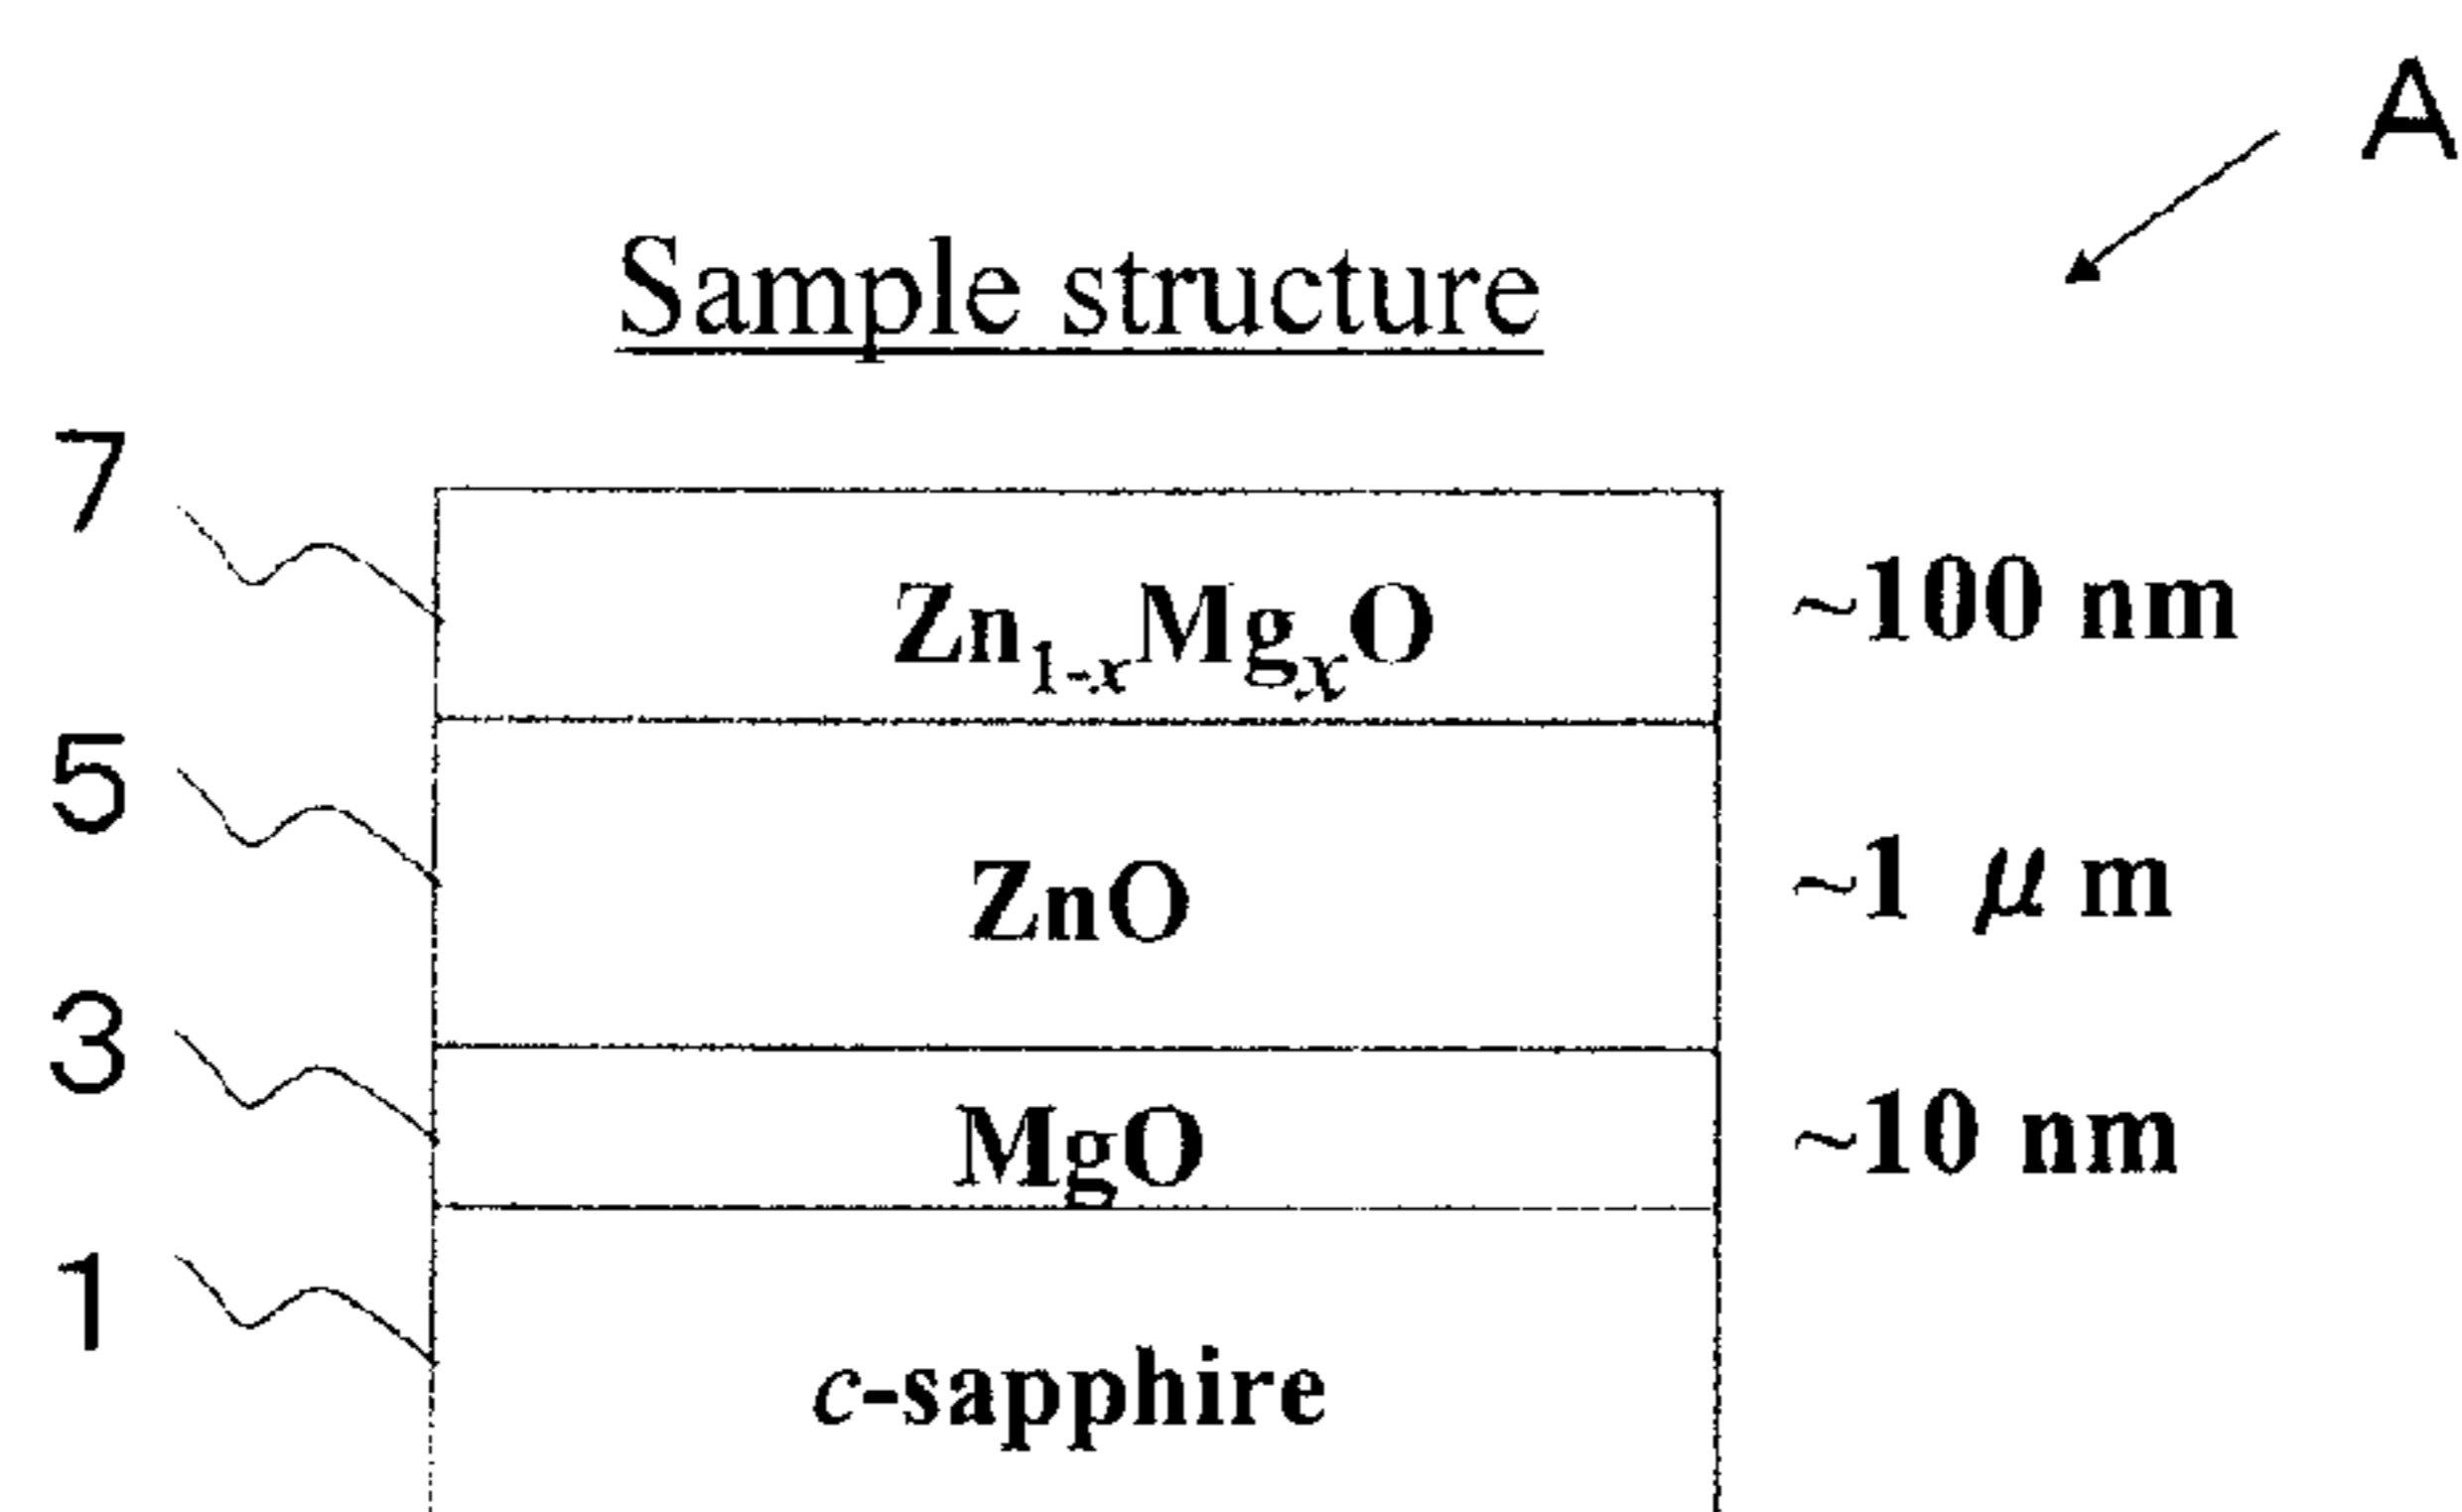 A
Sample structure
7 Zn1-xMgxO ~100 nm
5 ZnO ~1 μm
3 MgO ~10 nm
1 c-sapphire